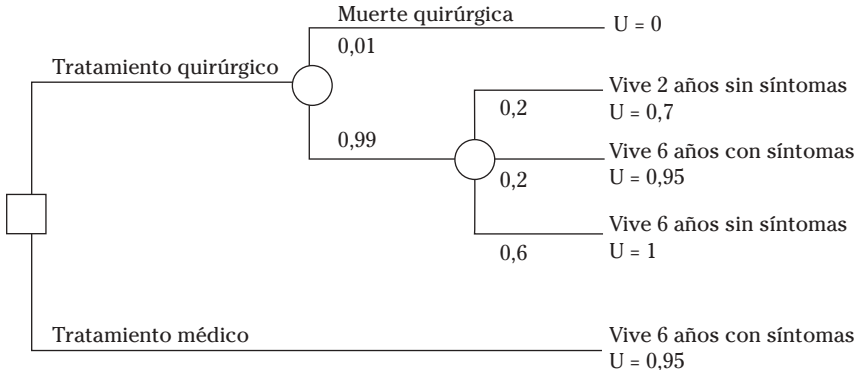 Muerte quirúrgica
U = 0
0,01
Tratamiento quirúrgico
Vive 2 años sin síntomas
0,2
U = 0,7
0,99
Vive 6 años con síntomas
0,2
U = 0,95
Vive 6 años sin síntomas
0,6
U = 1
Tratamiento médico
Vive 6 años con síntomas
U = 0,95